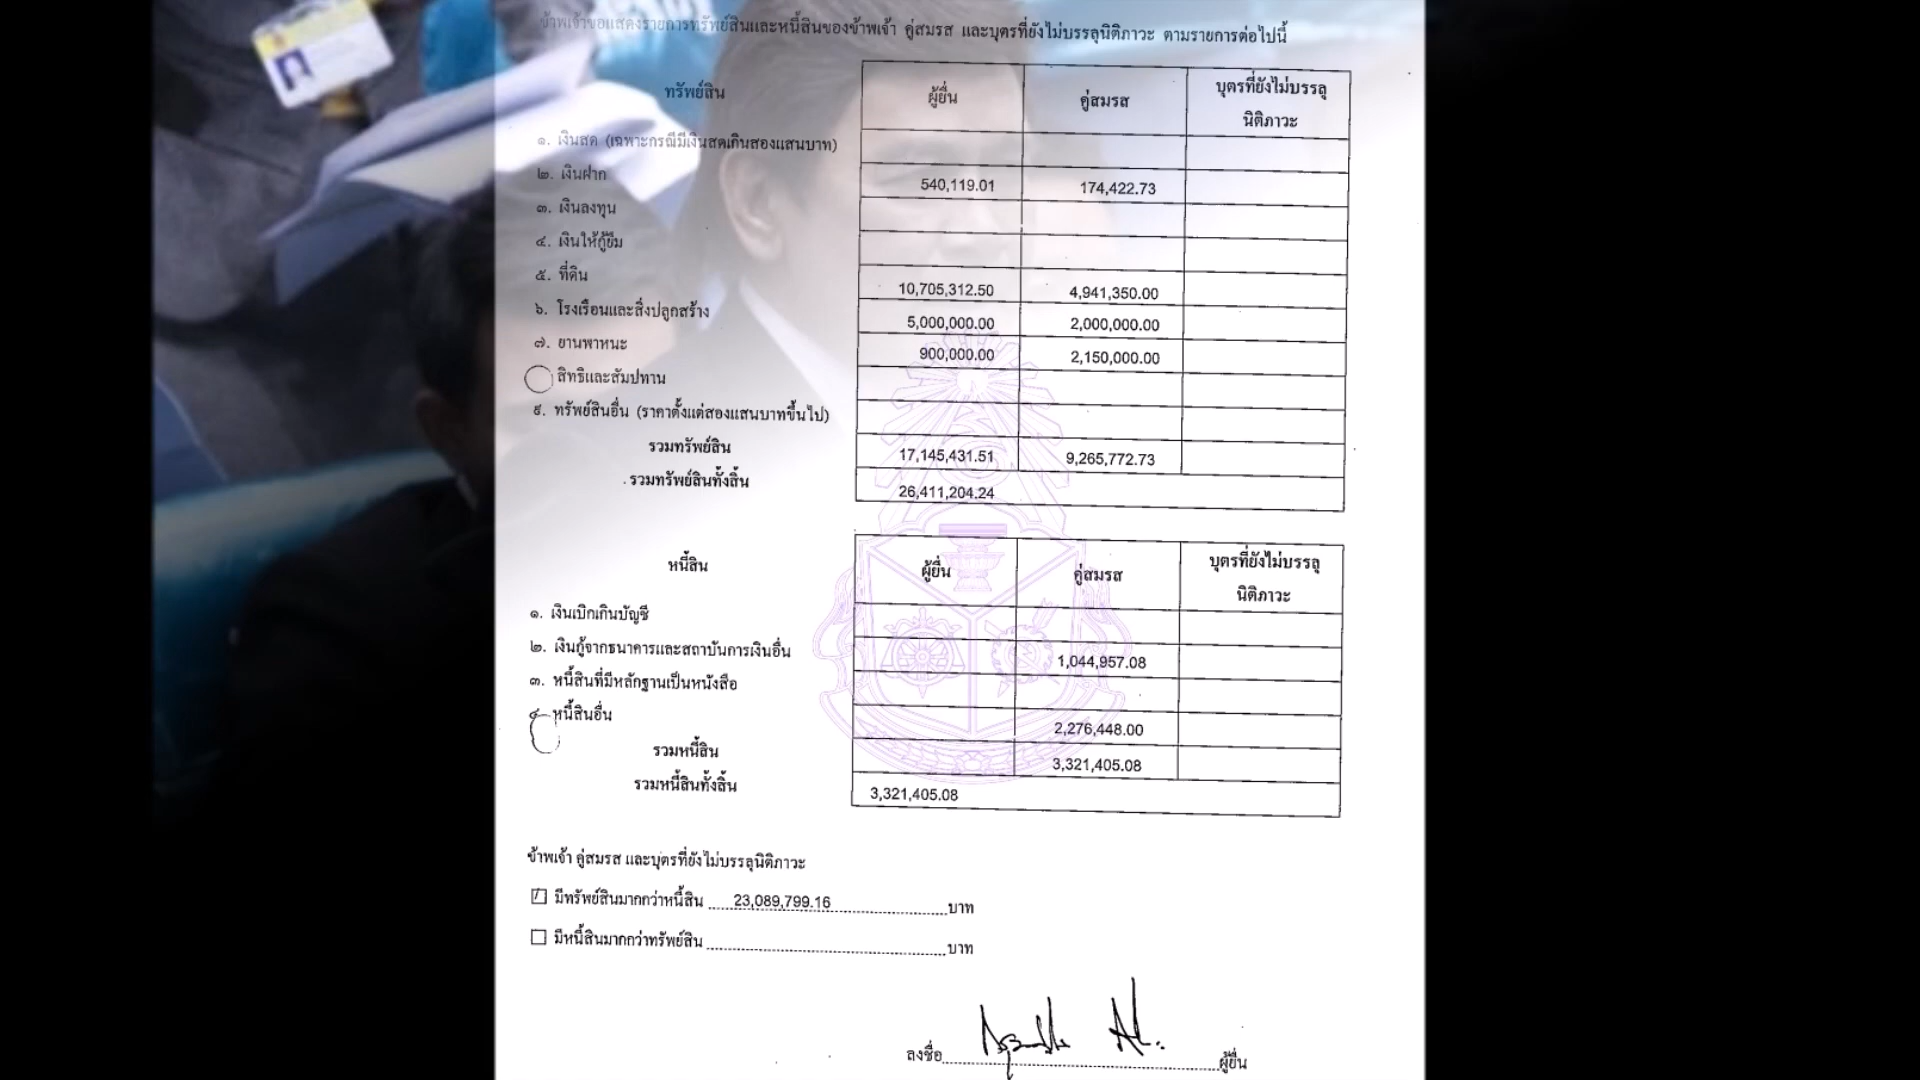 ข้าพเจ้าขอแสดงรายการทรัพย์สินและหนี้สินของข้าพเจ้า คู่สมรส และบุตรที่ยังไม่บรรลุนิติภาวะ ตามรายการต่อไปนี้
ทรัพย์สิน ผู้ยื่น คู่สมรส บุตรที่ยังไม่บรรลุ
นิติภาวะ
๑. เงินสด (เฉพาะกรณีมีเงินสดเกินสองแสนบาท)
๒. เงินฝาก 540,119.01 174,422.73
๓. เงินลงทุน
๔. เงินให้กู้ยืม
๕. ที่ดิน 10,705,312.50 4,941,350.00
๖. โรงเรือนและสิ่งปลูกสร้าง 5,000,000.00 2,000,000.00
๗. ยานพาหนะ 900,000.00 2,150,000.00
สิทธิและสัมปทาน
๙. ทรัพย์สินอื่น (ราคาตั้งแต่สองแสนบาทขึ้นไป)
รวมทรัพย์สิน 17,145,431.51 9,265,772.73
รวมทรัพย์สินทั้งสิ้น 26,411,204.24
หนี้สิน ผู้ยื่น คู่สมรส บุตรที่ยังไม่บรรลุ
นิติภาวะ
๑. เงินเบิกเกินบัญชี
๒. เงินกู้จากธนาคารและสถาบันการเงินอื่น 1,044,957.08
๓. หนี้สินที่มีหลักฐานเป็นหนังสือ
๔. หนี้สินอื่น 2,276,448.00
รวมหนี้สิน 3,321,405.08
รวมหนี้สินทั้งสิ้น 3,321,405.08
ข้าพเจ้า คู่สมรส และบุตรที่ยังไม่บรรลุนิติภาวะ
มีทรัพย์สินมากกว่าหนี้สิน 23,089,799.16 บาท
มีหนี้สินมากกว่าทรัพย์สิน บาท
ลงชื่อ ผู้ยื่น